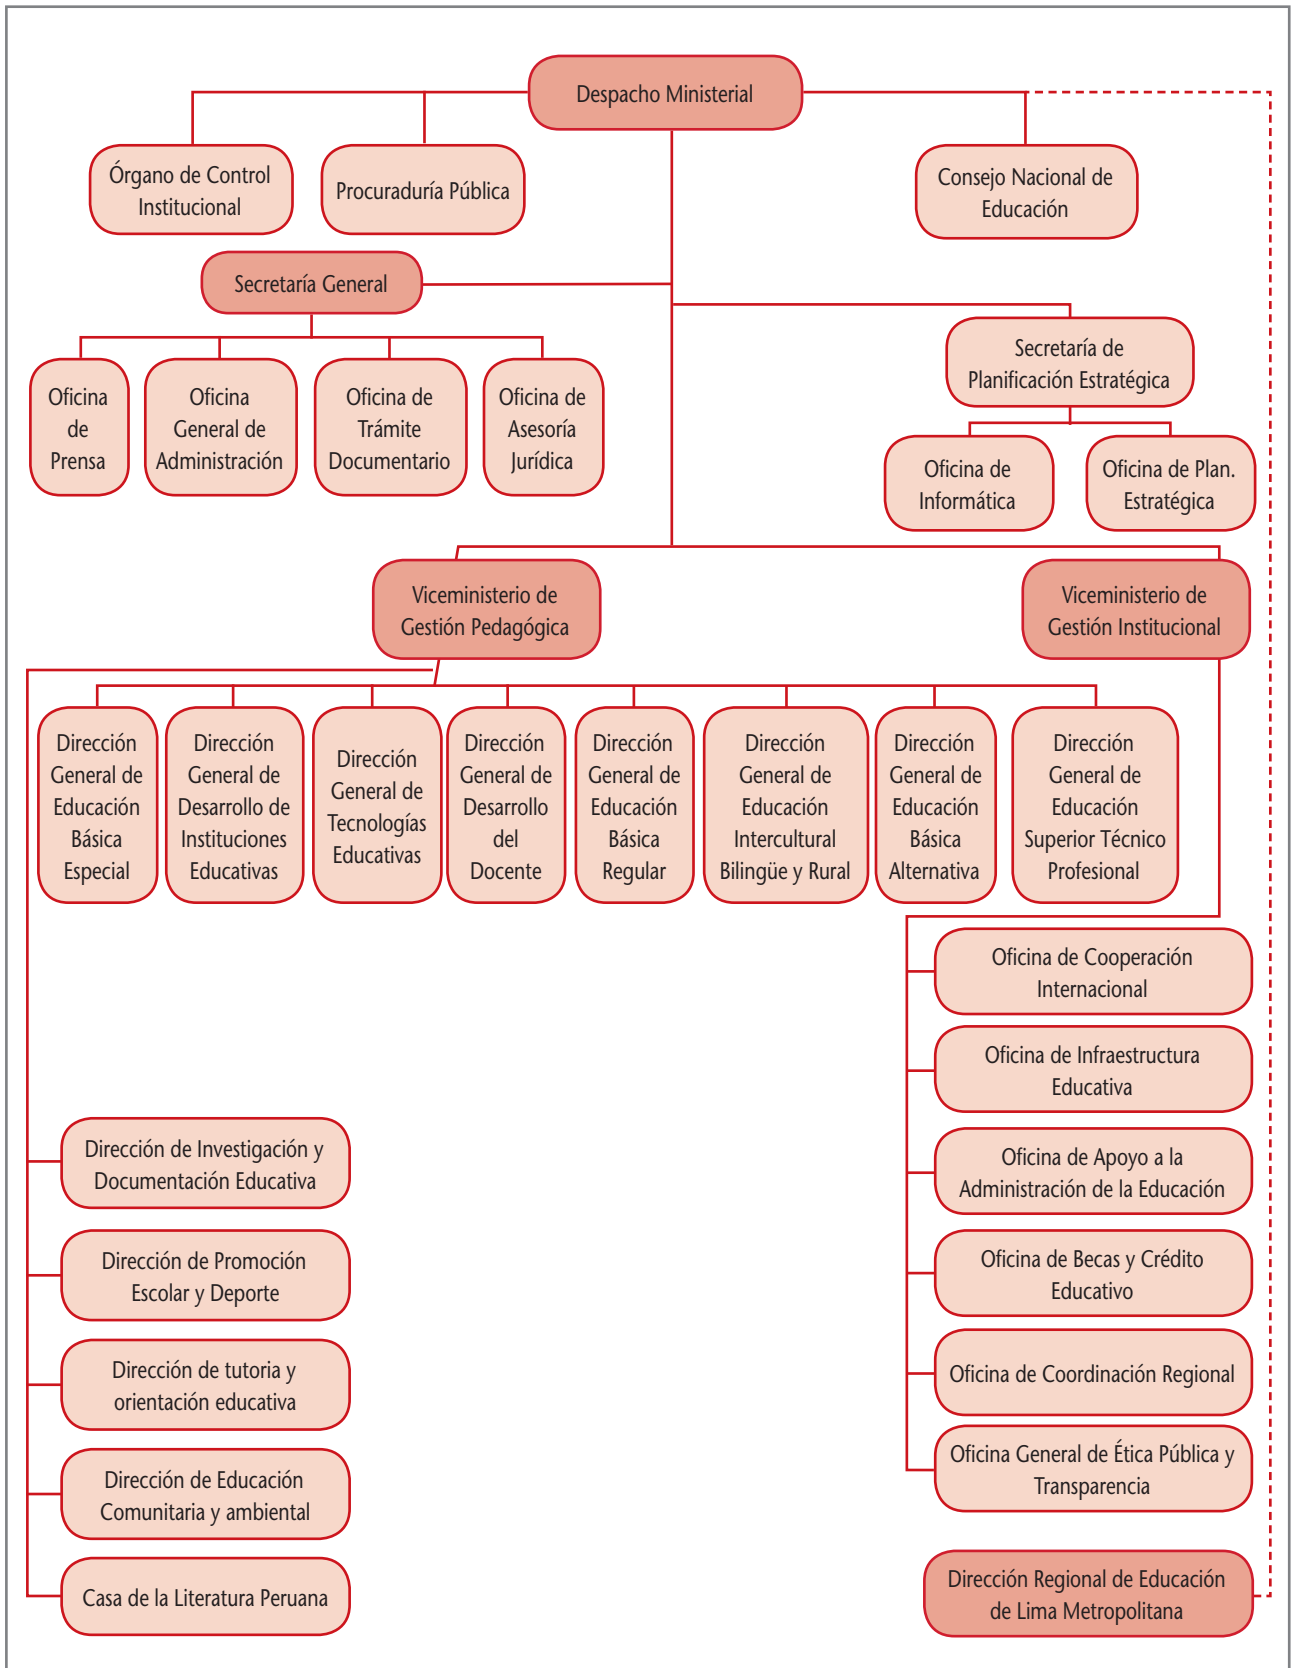 Despacho Ministerial
Órgano de Control
Institucional
Procuraduría Pública
Consejo Nacional de
Educación
Secretaría General
Secretaría de
Planificación Estratégica
Oficina
de
Prensa
Oficina
General de
Administración
Oficina de
Trámite
Documentario
Oficina de
Asesoría
Jurídica
Oficina de
Informática
Oficina de Plan.
Estratégica
Viceministerio de
Gestión Pedagógica
Viceministerio de
Gestión Institucional
Dirección
General de
Educación
Básica
Especial
Dirección
General de
Desarrollo de
Instituciones
Educativas
Dirección
General de
Tecnologías
Educativas
Dirección
General de
Desarrollo
del
Docente
Dirección
General de
Educación
Básica
Regular
Dirección
General de
Educación
Intercultural
Bilingüe y Rural
Dirección
General de
Educación
Básica
Alternativa
Dirección
General de
Educación
Superior Técnico
Profesional
Oficina de Cooperación
Internacional
Oficina de Infraestructura
Educativa
Oficina de Apoyo a la
Administración de la Educación
Oficina de Becas y Crédito
Educativo
Oficina de Coordinación Regional
Oficina General de Ética Pública y
Transparencia
Dirección de Investigación y
Documentación Educativa
Dirección de Promoción
Escolar y Deporte
Dirección de tutoria y
orientación educativa
Dirección de Educación
Comunitaria y ambiental
Casa de la Literatura Peruana
Dirección Regional de Educación
de Lima Metropolitana